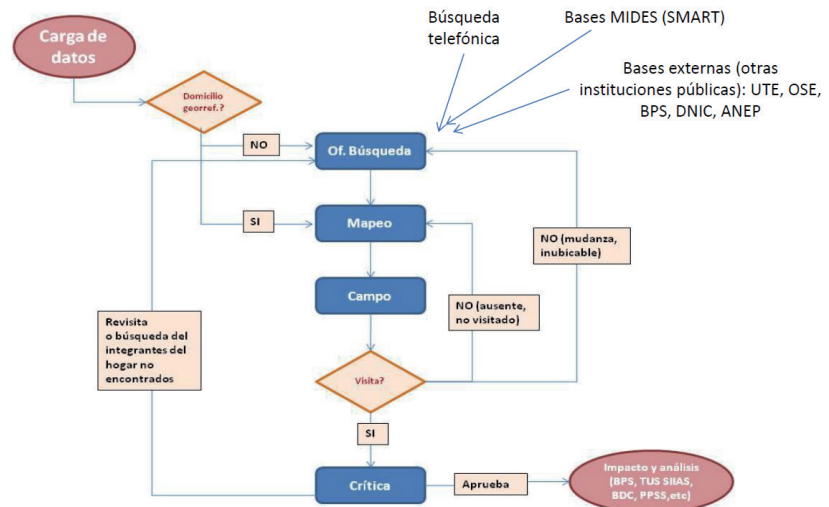 Carga de
datos
Búsqueda
telefónica
Bases MIDES (SMART)
Bases externas (otras
instituciones públicas): UTE, OSE,
BPS, DNIC, ANEP
Domicilio
georref.?
NO
Of. Búsqueda
SI
Mapeo
NO (mudanza,
inubicable)
Campo
NO (ausente,
no visitado)
Revisita
o búsqueda del
integrantes del
hogar no
encontrados
Visita?
SI
Crítica
Aprueba
Impacto y análisis
(BPS, TUS SIIAS,
BDC, PPSS,etc)